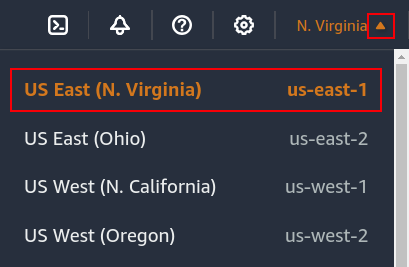 N. Virginia
US East (N. Virginia) us-east-1
US East (Ohio) us-east-2
US West (N. California) us-west-1
US West (Oregon) us-west-2